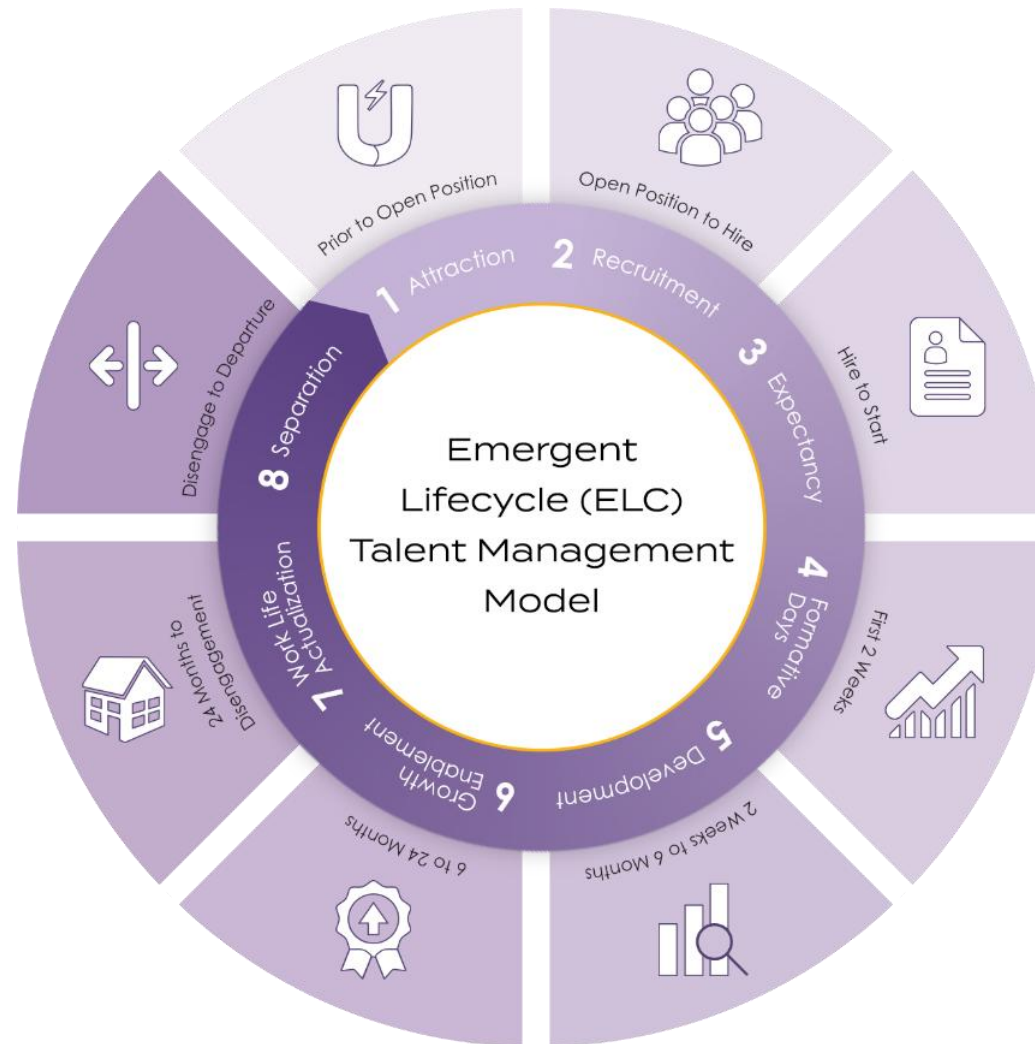 Emergent
Lifecycle (ELC)
Talent Management
Model
1 Attraction
Prior to Open Position
2 Recruitment
Open Position to Hire
3 Expectancy
Hire to Start
4 Formative
Days
First 2 Weeks
5 Development
2 Weeks to 6 Months
6 Growth
Enablement
6 to 24 Months
7 Work Life
Actualization
24 Months to
Disengagement
8 Separation
Disengage to Departure